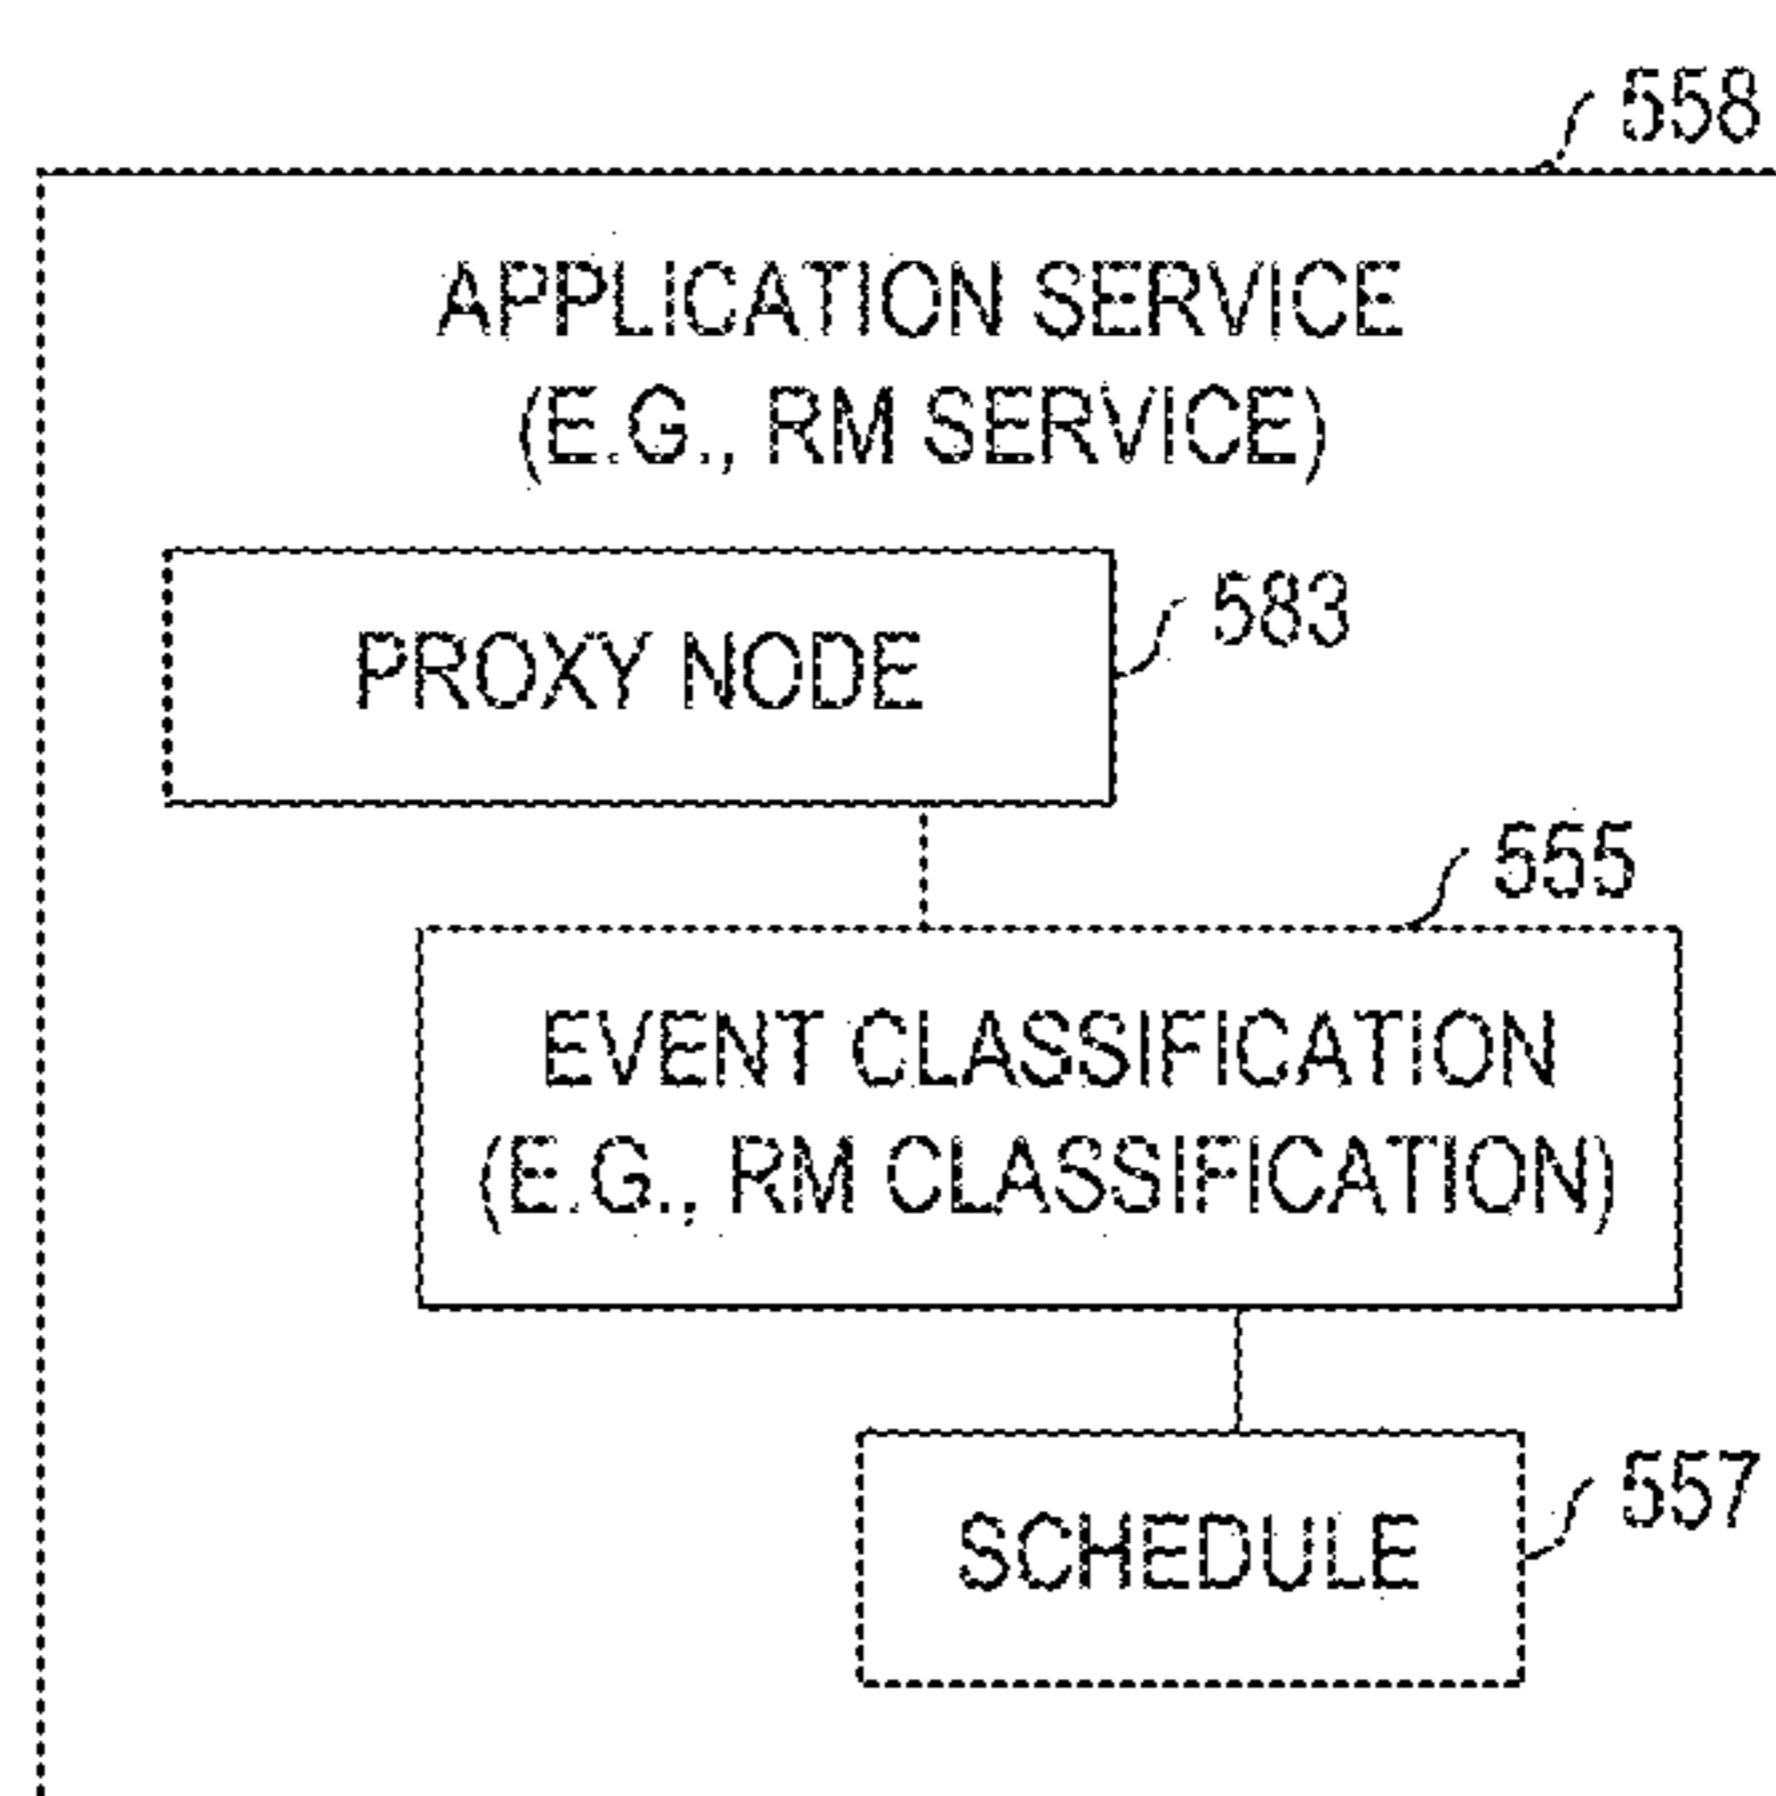 558
APPLICATION SERVICE
(E.G., RM SERVICE)
PROXY NODE
583
555
EVENT CLASSIFICATION
(E.G., RM CLASSIFICATION)
SCHEDULE
557